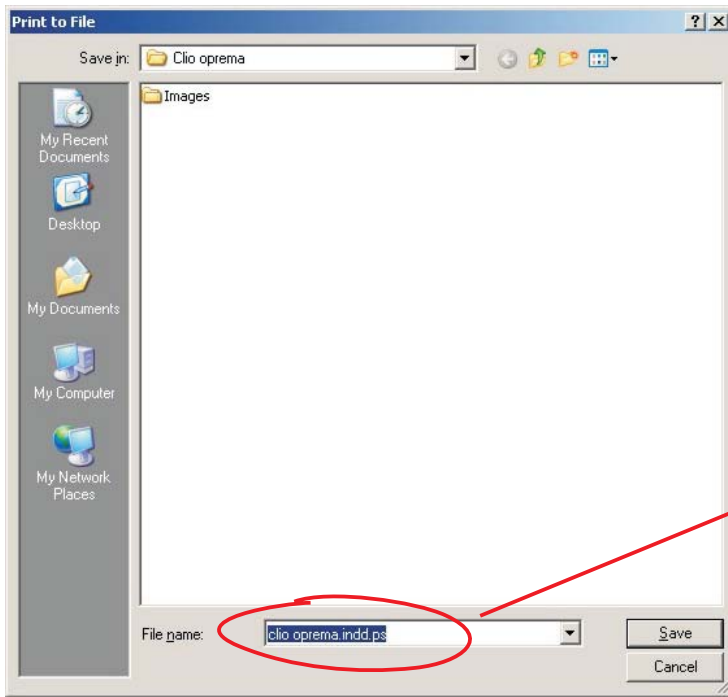 Print to File
Save in:
Clio oprema
Images
My Recent
Documents
Desktop
My Documents
My Computer
My Network
Places
File name:
clio oprema.indd.ps
Save
Cancel